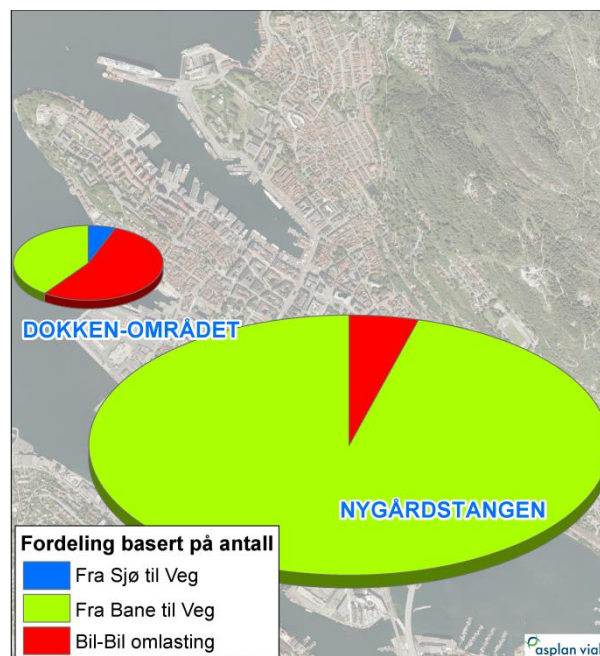 DOKKEN-OMRÅDET
NYGÅRDSTANGEN
Fordeling basert på antall
Fra Sjø til Veg
Fra Bane til Veg
Bil-Bil omlasting
asplan viak